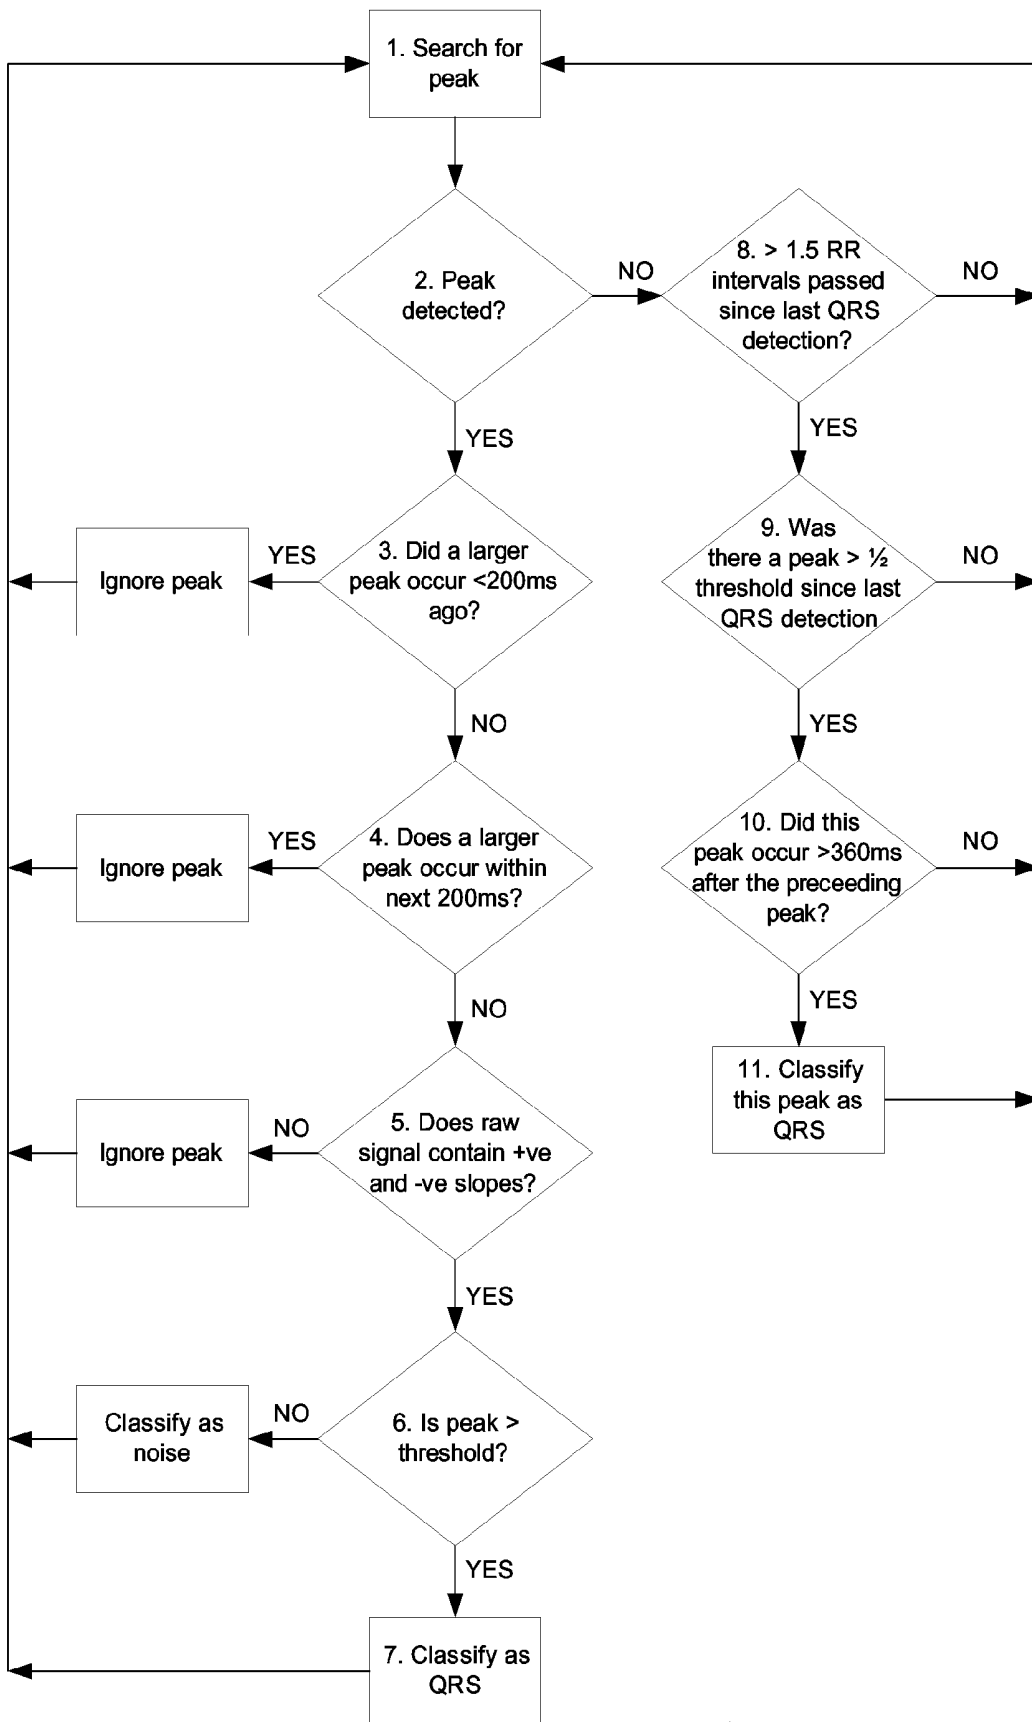 1. Search for
peak
2. Peak
detected?
NO
8. > 1.5 RR
intervals passed
since last QRS
detection?
NO
YES
YES
Ignore peak
YES
3. Did a larger
peak occur <200ms
ago?
9. Was
there a peak > ½
threshold since last
QRS detection
NO
NO
YES
Ignore peak
YES
4. Does a larger
peak occur within
next 200ms?
10. Did this
peak occur >360ms
after the preceeding
peak?
NO
NO
YES
Ignore peak
NO
5. Does raw
signal contain +ve
and -ve slopes?
11. Classify
this peak as
QRS
YES
Classify as
noise
NO
6. Is peak >
threshold?
YES
7. Classify as
QRS